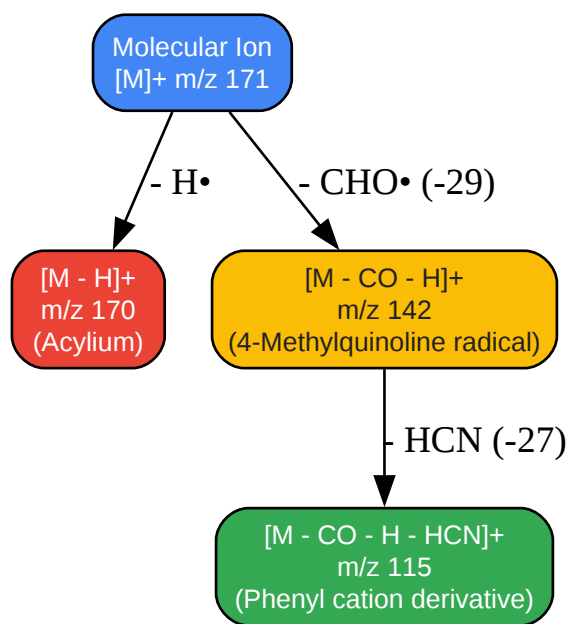 Molecular Ion
[M]+ m/z 171
- H•
- CHO• (-29)
[M - H]+
m/z 170
(Acylium)
[M - CO - H]+
m/z 142
(4-Methylquinoline radical)
- HCN (-27)
[M - CO - H - HCN]+
m/z 115
(Phenyl cation derivative)